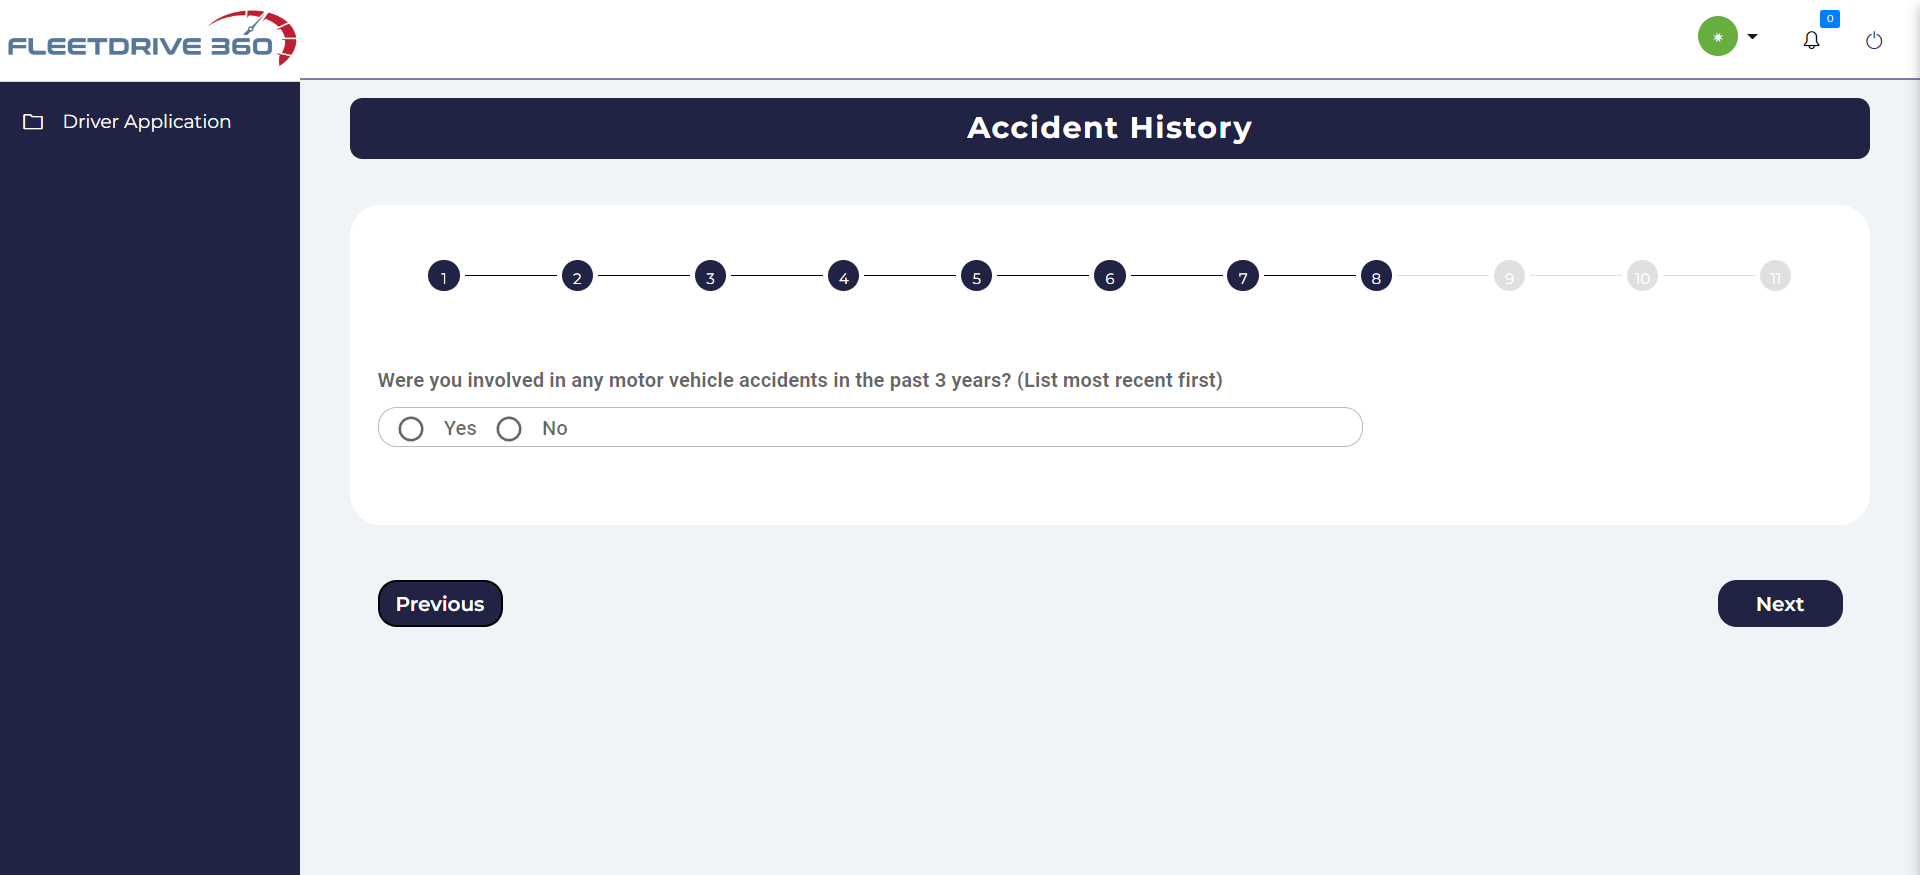 FLEETDRIVE 360
0
Driver Application
Accident History
1 2 3 4 5 6 7 8 9 10 11
Were you involved in any motor vehicle accidents in the past 3 years? (List most recent first)
Yes No
Previous Next